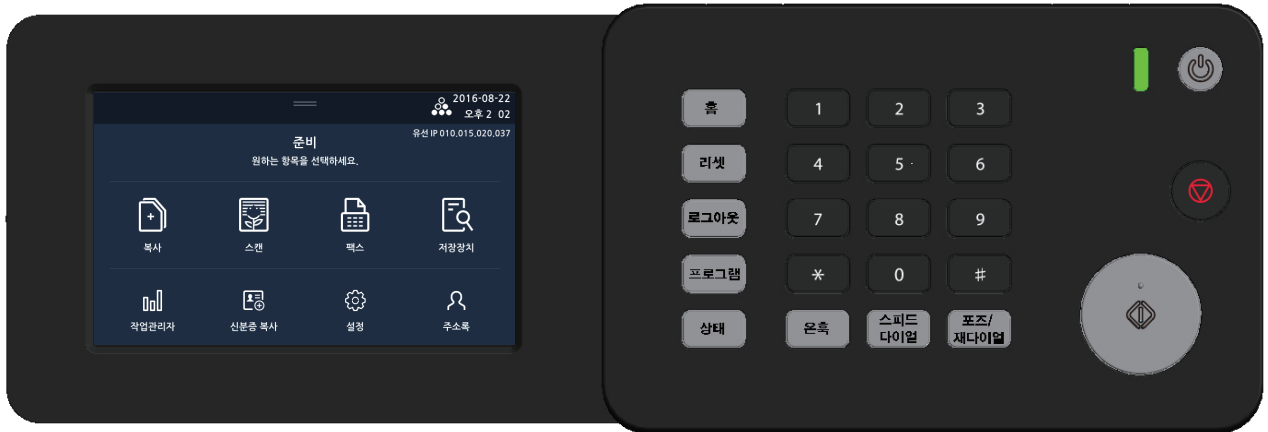 2016-08-22
오후 2 02
유선 IP 010.015.020.037
준비
원하는 항목을 선택하세요.
복사
스캔
팩스
저장장치
작업관리자
신분증 복사
설정
주소록
홈
1
2
3
리셋
4
5
6
로그아웃
7
8
9
프로그램
*
0
#
상태
온훅
스피드
다이얼
포즈/
재다이얼